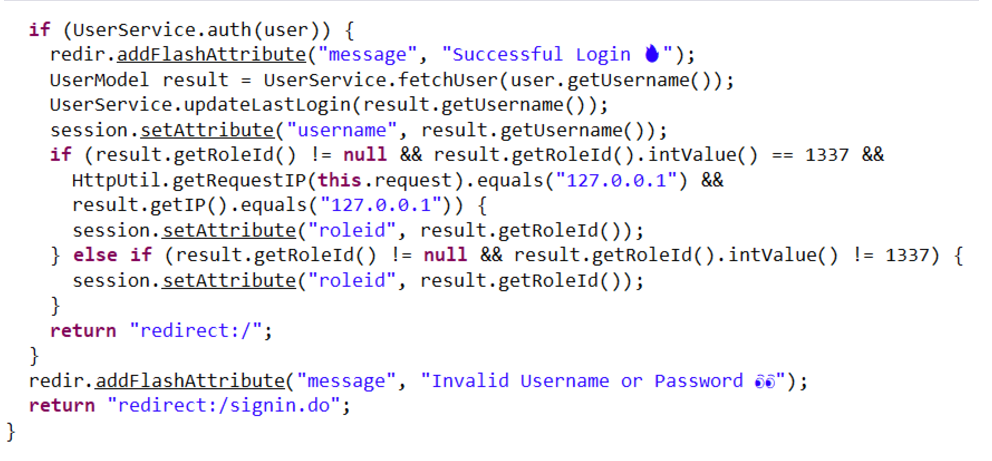 if (UserService.auth(user)) {
redir.addFlashAttribute("message", "Successful Login 🔥");
UserModel result = UserService.fetchUser(user.getUsername());
UserService.updateLastLogin(result.getUsername());
session.setAttribute("username", result.getUsername());
if (result.getRoleId() != null && result.getRoleId().intValue() == 1337 &&
HttpUtil.getRequestIP(this.request).equals("127.0.0.1") &&
result.getIP().equals("127.0.0.1")) {
session.setAttribute("roleid", result.getRoleId());
} else if (result.getRoleId() != null && result.getRoleId().intValue() != 1337) {
session.setAttribute("roleid", result.getRoleId());
}
return "redirect:/";
}
redir.addFlashAttribute("message", "Invalid Username or Password 👀");
return "redirect:/signin.do";
}